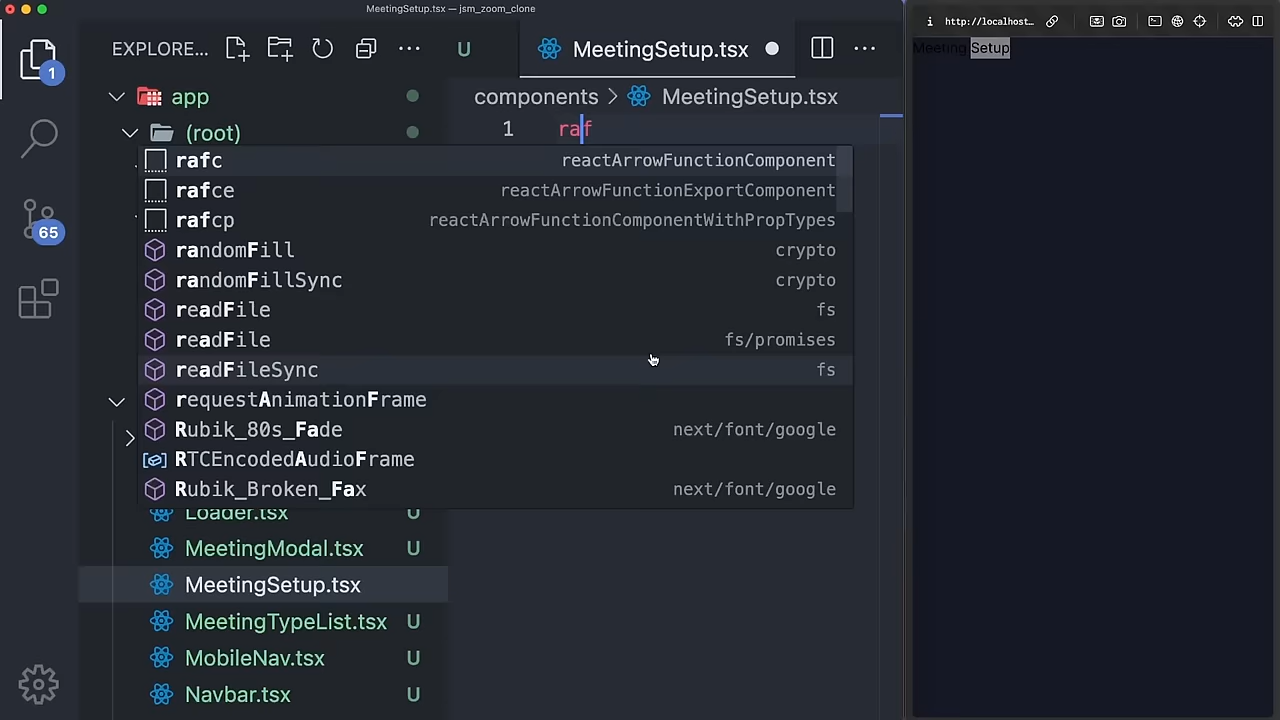 MeetingSetup.tsx — jsm_zoom_clone
EXPLORE...
U
MeetingSetup.tsx
i
http://localhost...
1
app
components > MeetingSetup.tsx
Meeting Setup
(root)
1
raf
rafc
reactArrowFunctionComponent
rafce
reactArrowFunctionExportComponent
rafcp
reactArrowFunctionComponentWithPropTypes
65
randomFill
crypto
randomFillSync
crypto
readFile
fs
readFile
fs/promises
readFileSync
fs
requestAnimationFrame
Rubik_80s_Fade
next/font/google
RTCEncodedAudioFrame
Rubik_Broken_Fax
next/font/google
Loader.tsx
U
MeetingModal.tsx
U
MeetingSetup.tsx
MeetingTypeList.tsx
U
MobileNav.tsx
U
Navbar.tsx
U